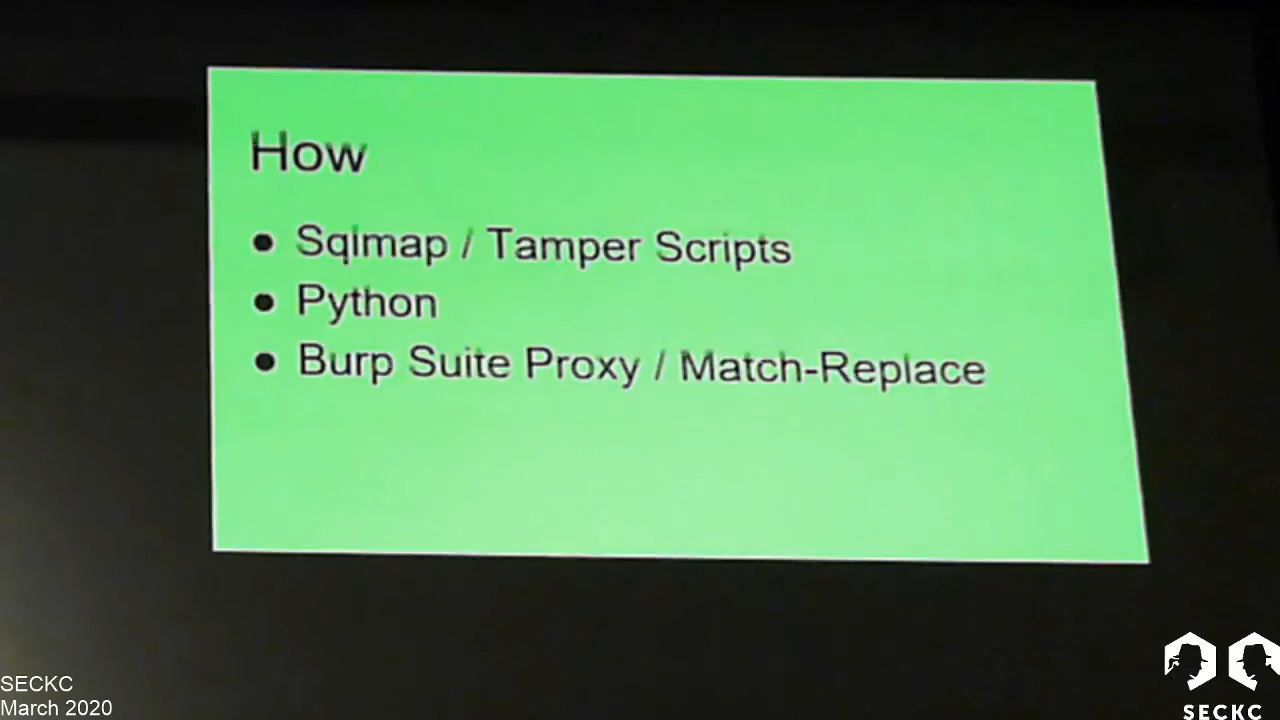 How
● Sqlmap / Tamper Scripts
● Python
● Burp Suite Proxy / Match-Replace
SECKC
March 2020
SECKC